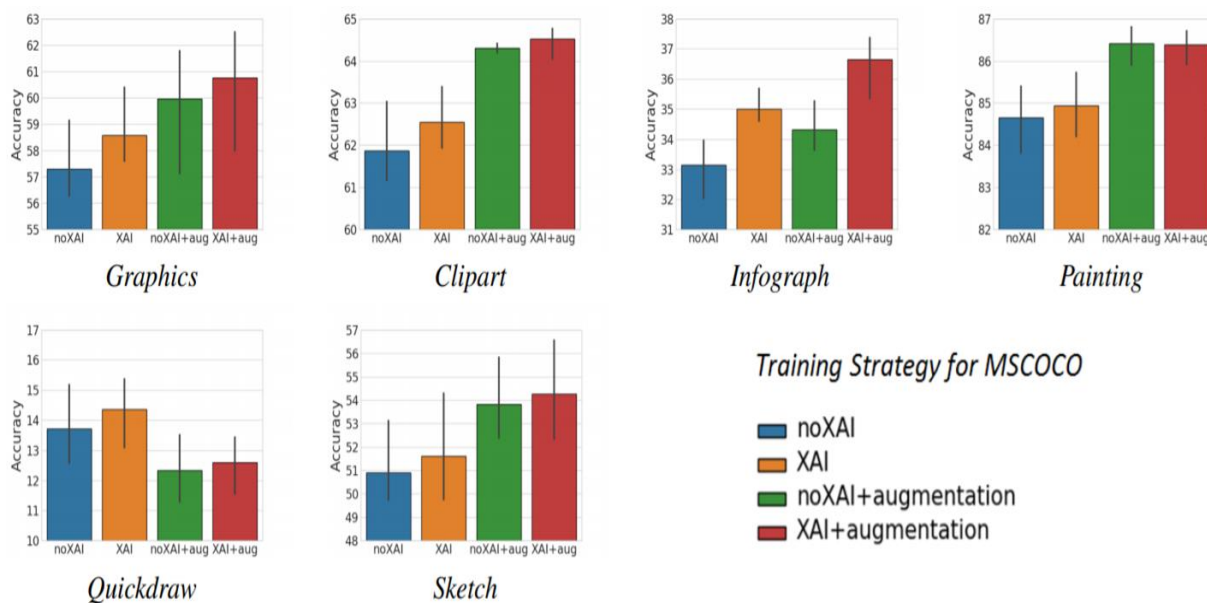 63
62
61
60
59
58
57
56
55
Accuracy
noXAI XAI noXAI+aug XAI+aug
Graphics
65
64
63
62
61
60
Accuracy
noXAI XAI noXAI+aug XAI+aug
Clipart
38
37
36
35
34
33
32
31
Accuracy
noXAI XAI noXAI+aug XAI+aug
Infograph
87
86
85
84
83
82
Accuracy
noXAI XAI noXAI+aug XAI+aug
Painting
17
16
15
14
13
12
11
10
Accuracy
noXAI XAI noXAI+aug XAI+aug
Quickdraw
57
56
55
54
53
52
51
50
49
48
Accuracy
noXAI XAI noXAI+aug XAI+aug
Sketch
Training Strategy for MSCOCO
noXAI
XAI
noXAI+augmentation
XAI+augmentation